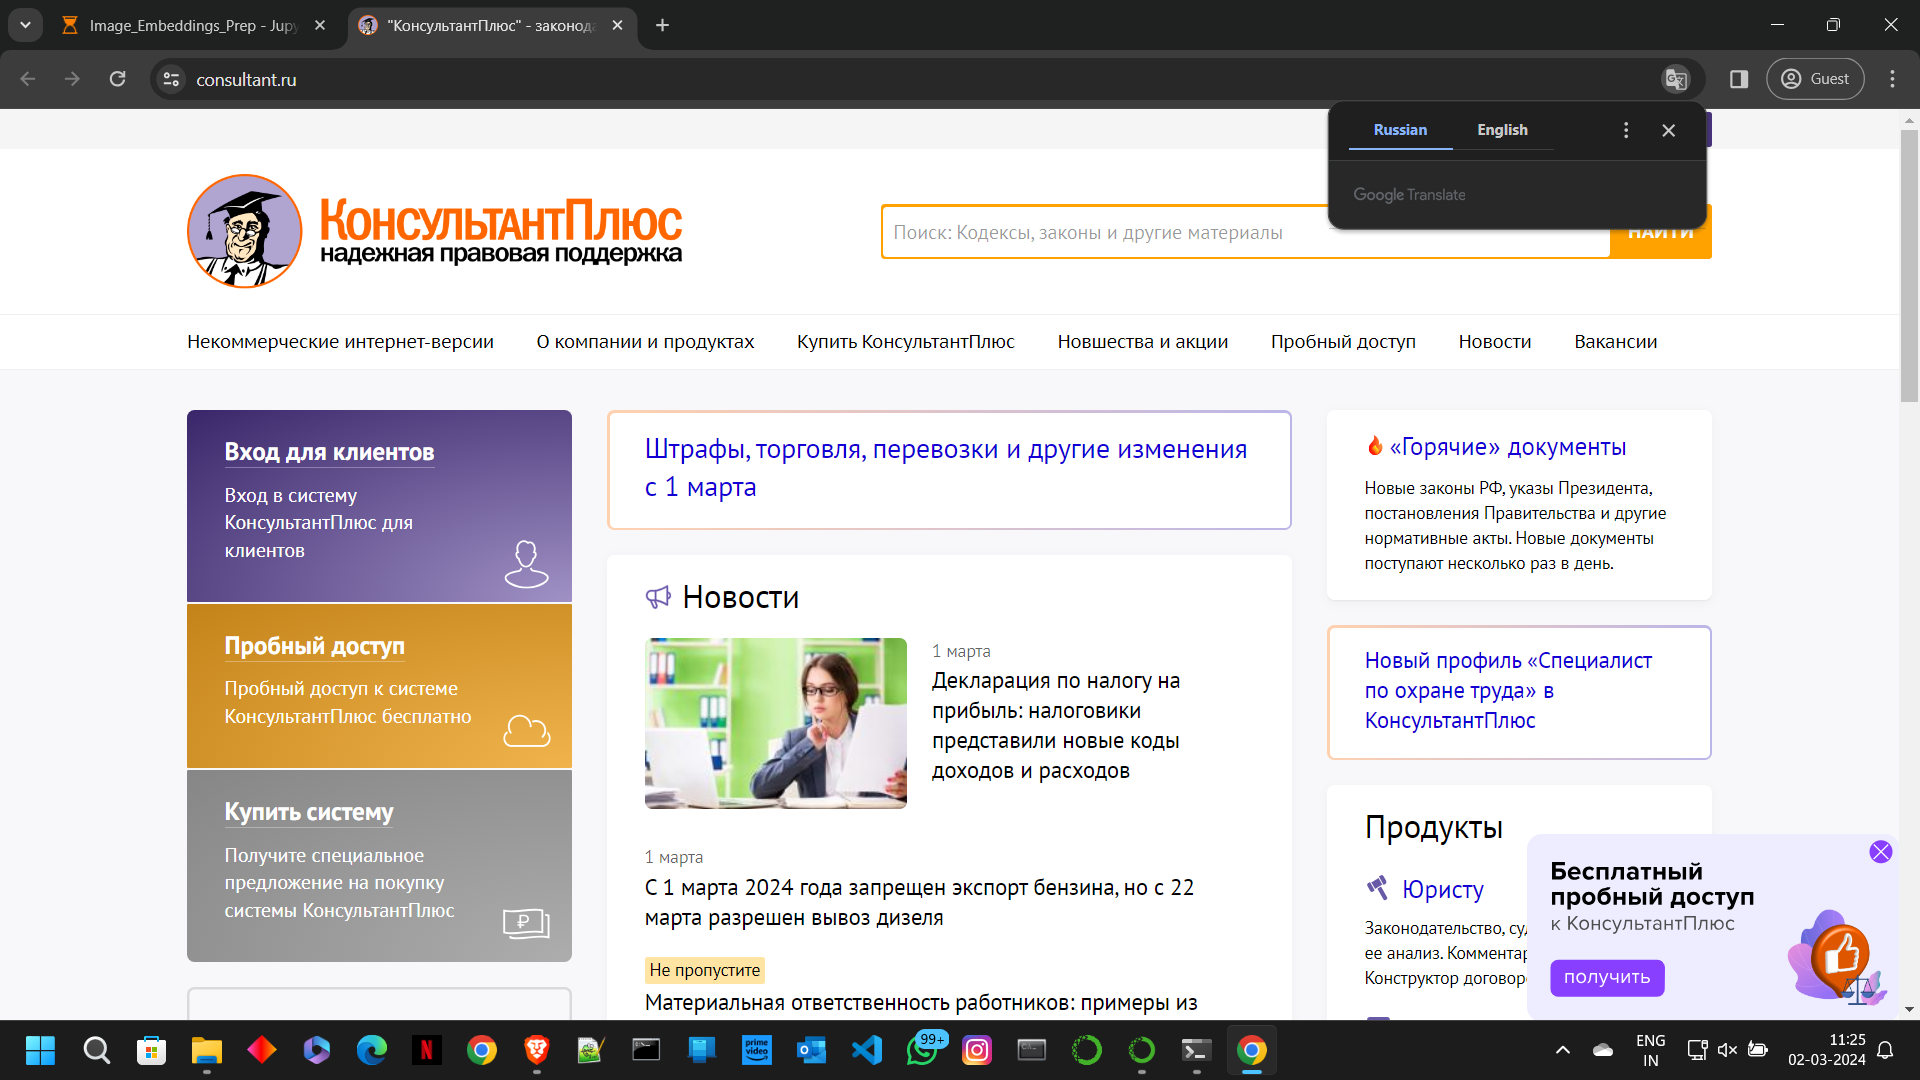 Image_Embeddings_Prep - Jupy
"КонсультантПлюс" - законода
consultant.ru
Guest
Russian
English
Google Translate
КонсультантПлюс
надежная правовая поддержка
Поиск: Кодексы, законы и другие материалы
НАЙТИ
Некоммерческие интернет-версии
О компании и продуктах
Купить КонсультантПлюс
Новшества и акции
Пробный доступ
Новости
Вакансии
Вход для клиентов
Вход в систему
КонсультантПлюс для
клиентов
Пробный доступ
Пробный доступ к системе
КонсультантПлюс бесплатно
Купить систему
Получите специальное
предложение на покупку
системы КонсультантПлюс
₽
Штрафы, торговля, перевозки и другие изменения
с 1 марта
Новости
1 марта
Декларация по налогу на
прибыль: налоговики
представили новые коды
доходов и расходов
1 марта
С 1 марта 2024 года запрещен экспорт бензина, но с 22
марта разрешен вывоз дизеля
Не пропустите
Материальная ответственность работников: примеры из
«Горячие» документы
Новые законы РФ, указы Президента,
постановления Правительства и другие
нормативные акты. Новые документы
поступают несколько раз в день.
Новый профиль «Специалист
по охране труда» в
КонсультантПлюс
Продукты
Юристу
Законодательство, су
ее анализ. Комментар
Конструктор договор
Бесплатный
пробный доступ
к КонсультантПлюс
получить
99+
prime
video
ENG
IN
11:25
02-03-2024